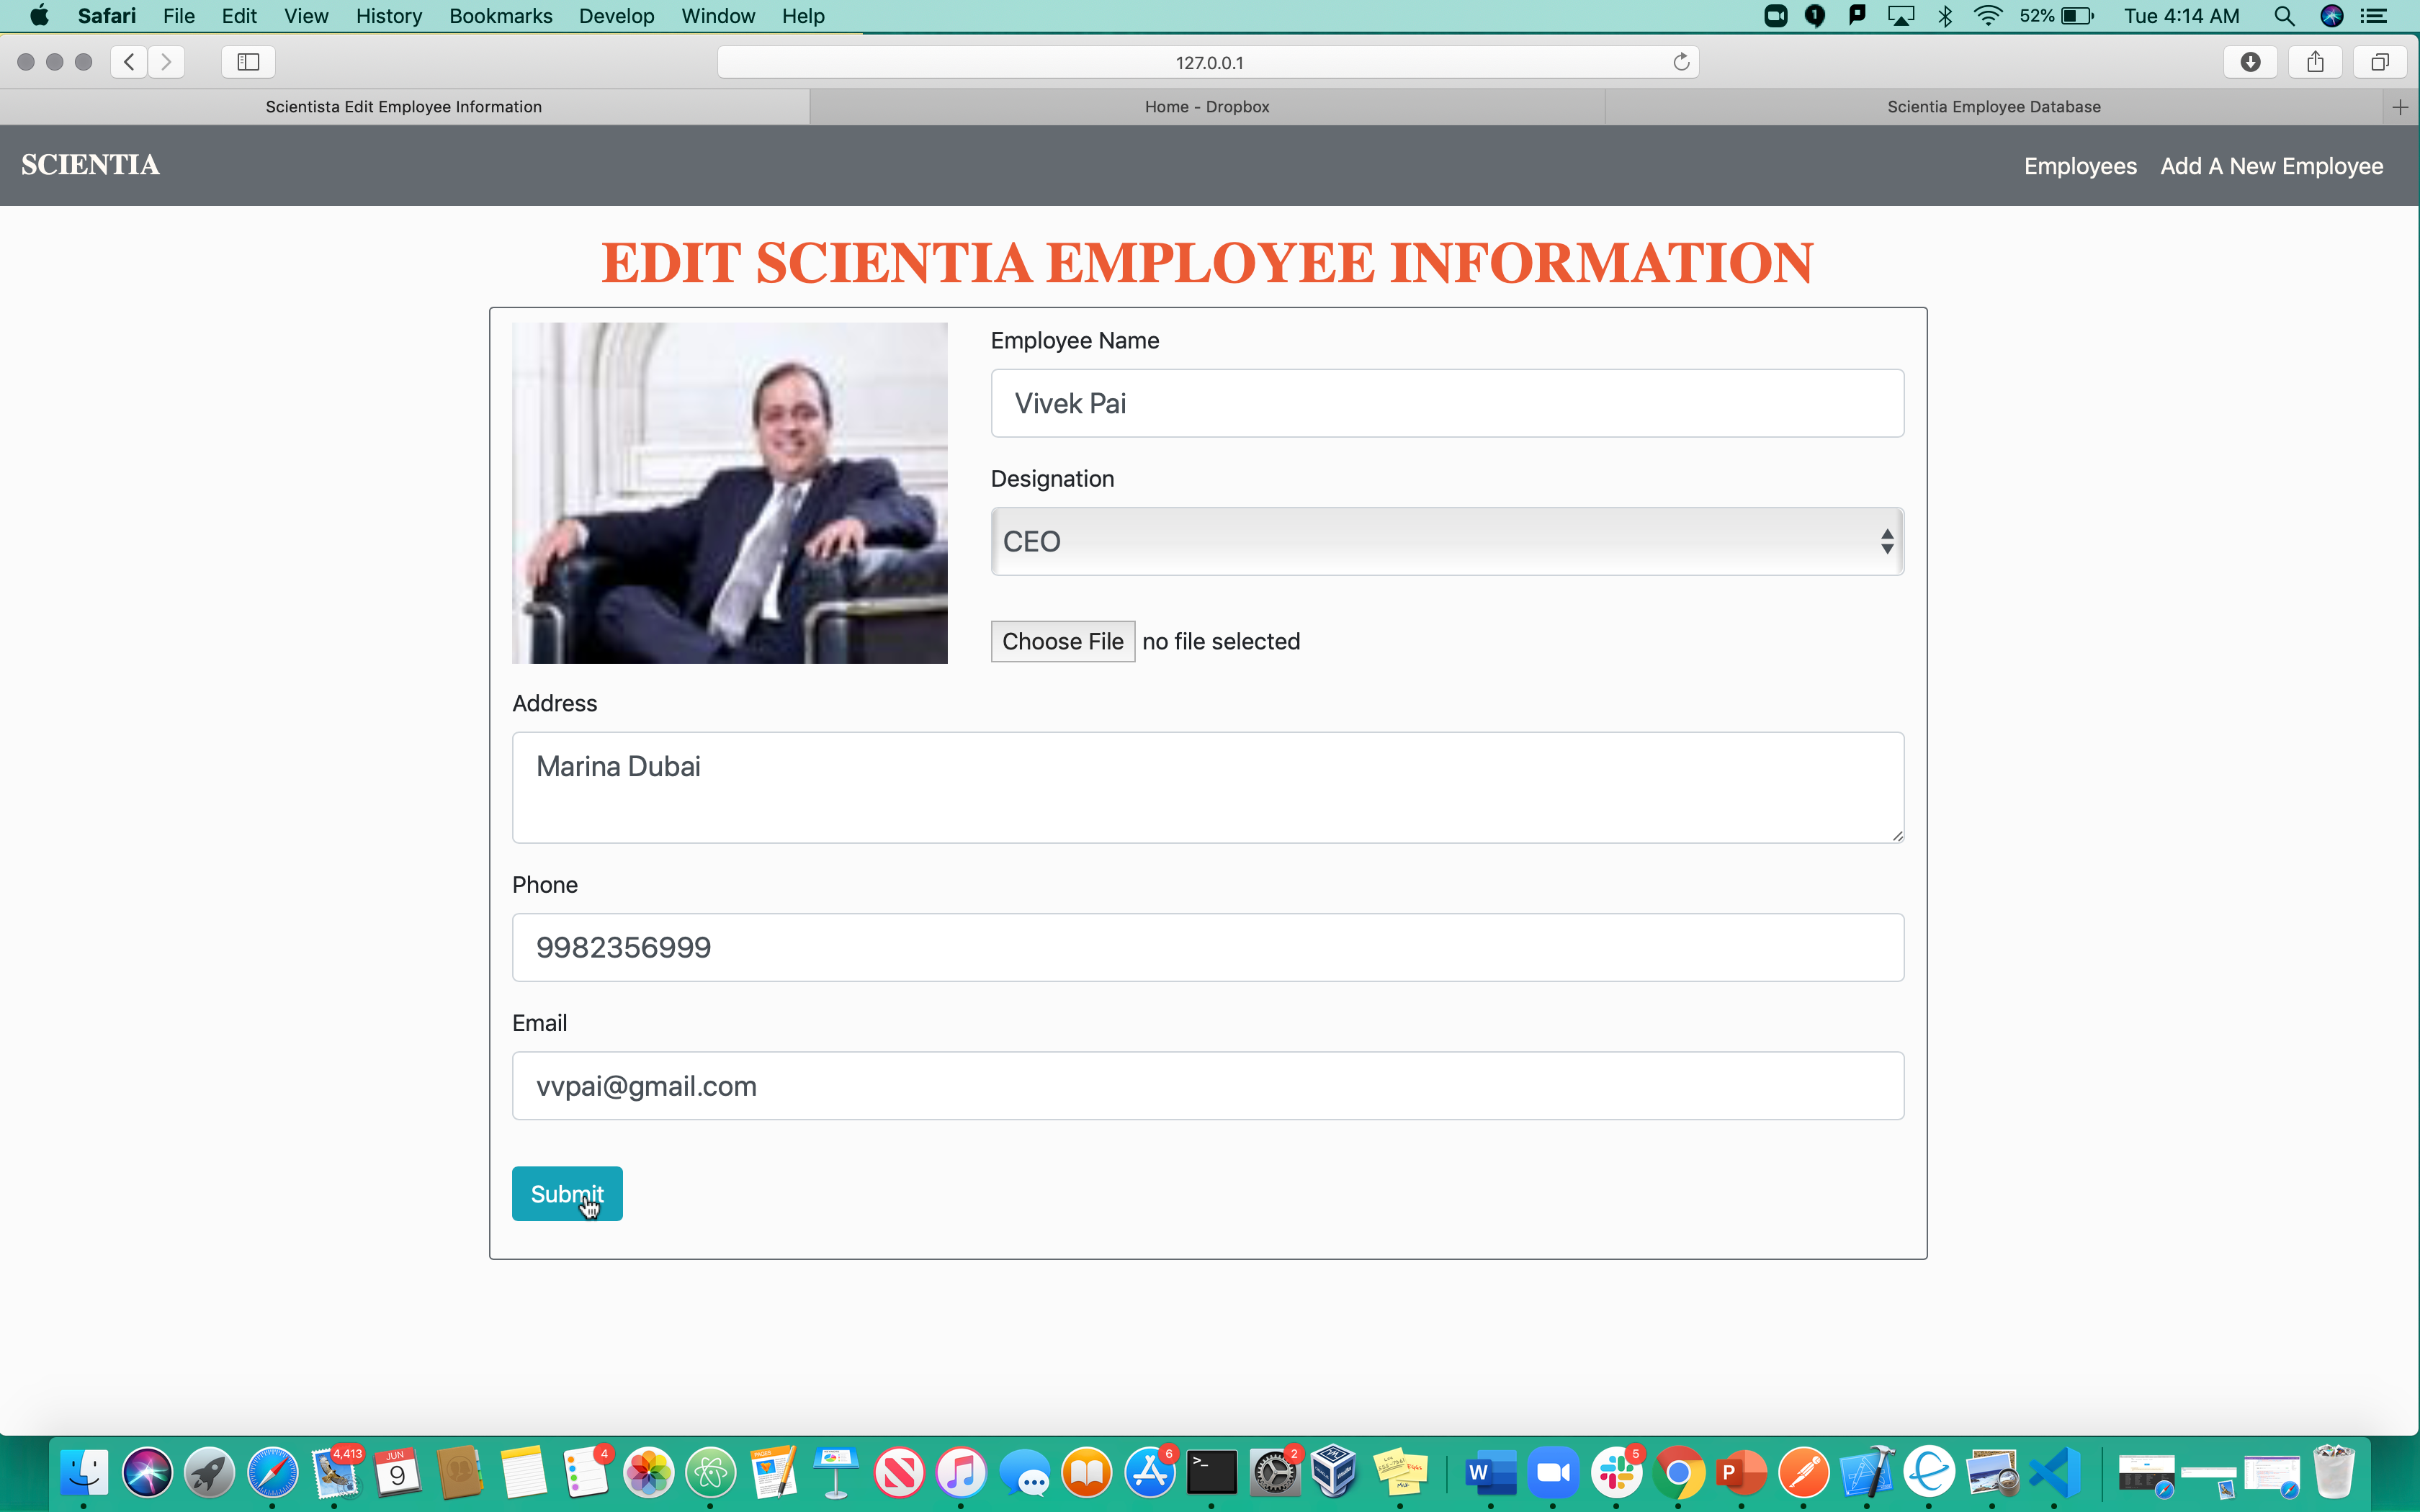 Safari File Edit View History Bookmarks Develop Window Help 1 52% Tue 4:14 AM
127.0.0.1
Scientista Edit Employee Information Home - Dropbox Scientia Employee Database
SCIENTIA Employees Add A New Employee
EDIT SCIENTIA EMPLOYEE INFORMATION
Employee Name
Vivek Pai
Designation
CEO
Choose File no file selected
Address
Marina Dubai
Phone
9982356999
Email
vvpai@gmail.com
Submit
4,413 JUN 9 4 PAGES 6 >_ 2 W 5 P